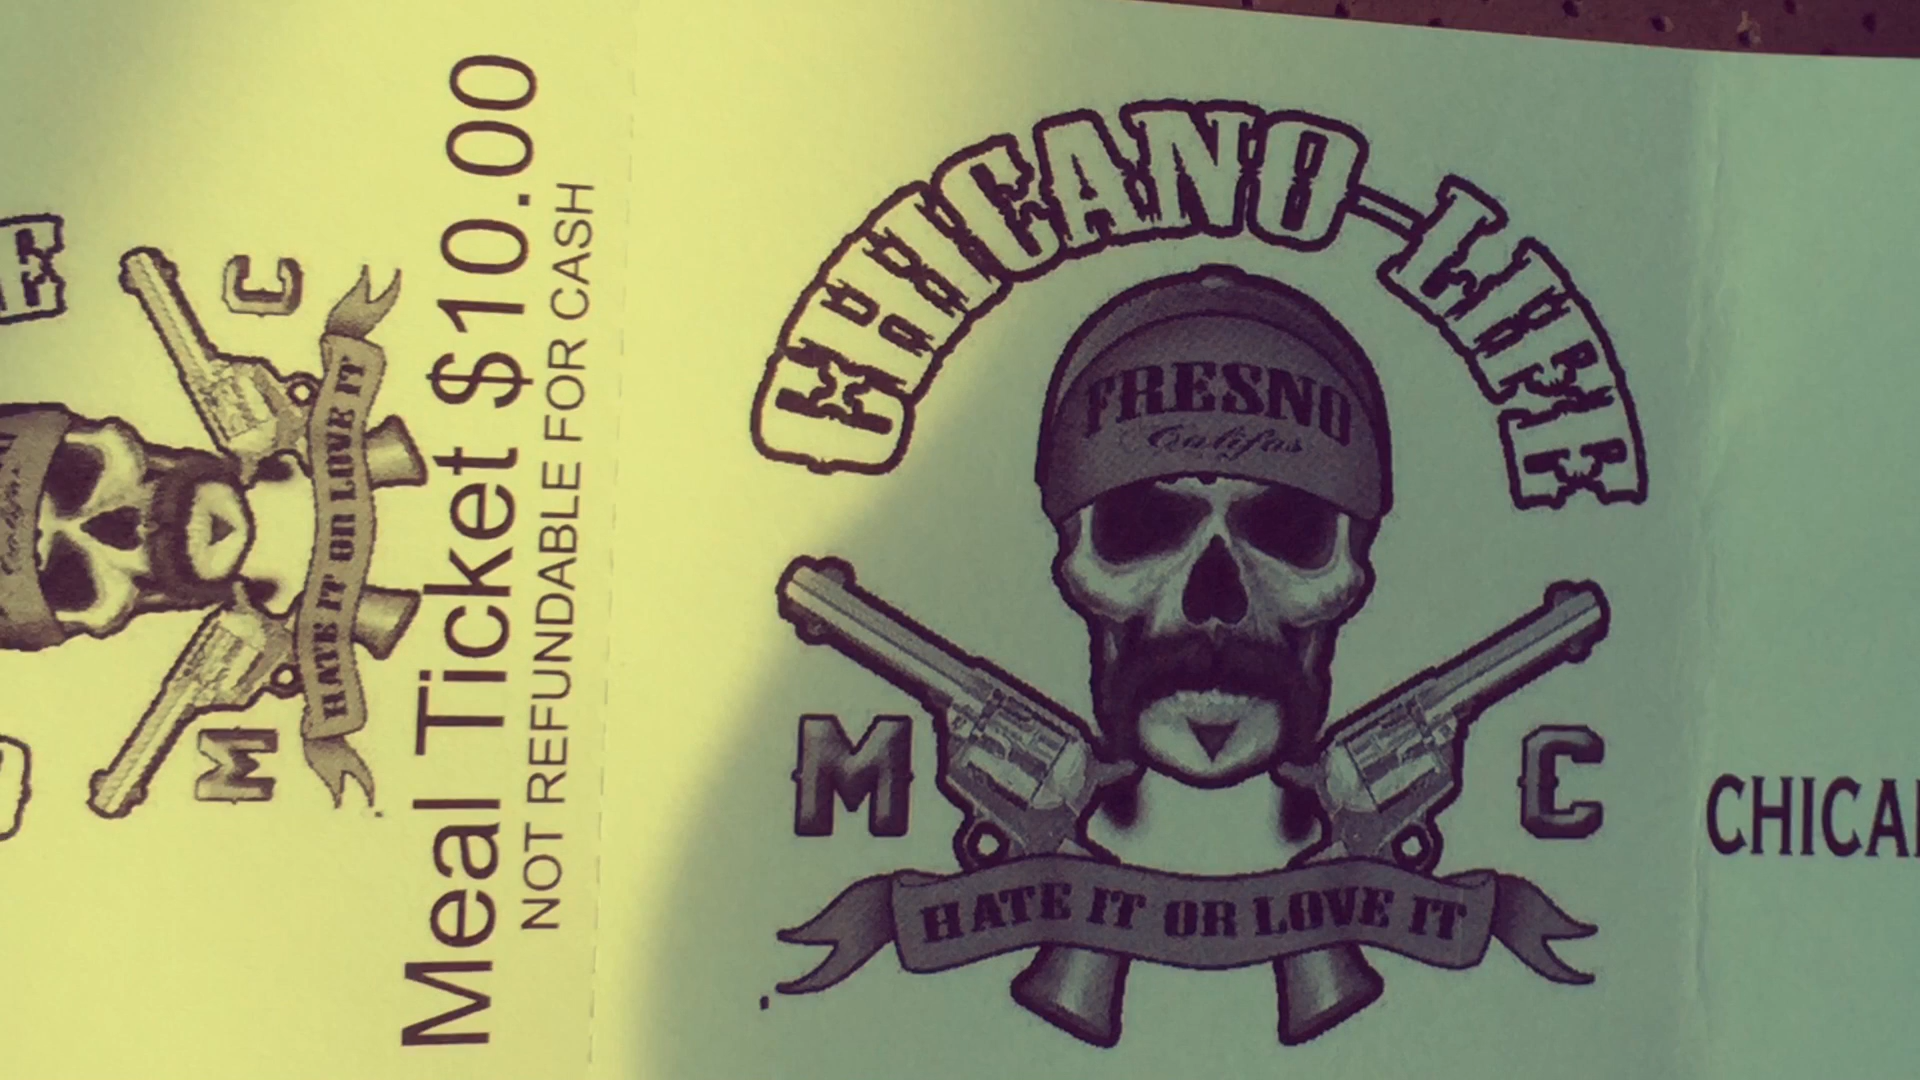 E
C
HATE IT OR LOVE IT
M
Meal Ticket $10.00
NOT REFUNDABLE FOR CASH
CHICANO-LIFE
FRESNO
Califas
M C
HATE IT OR LOVE IT